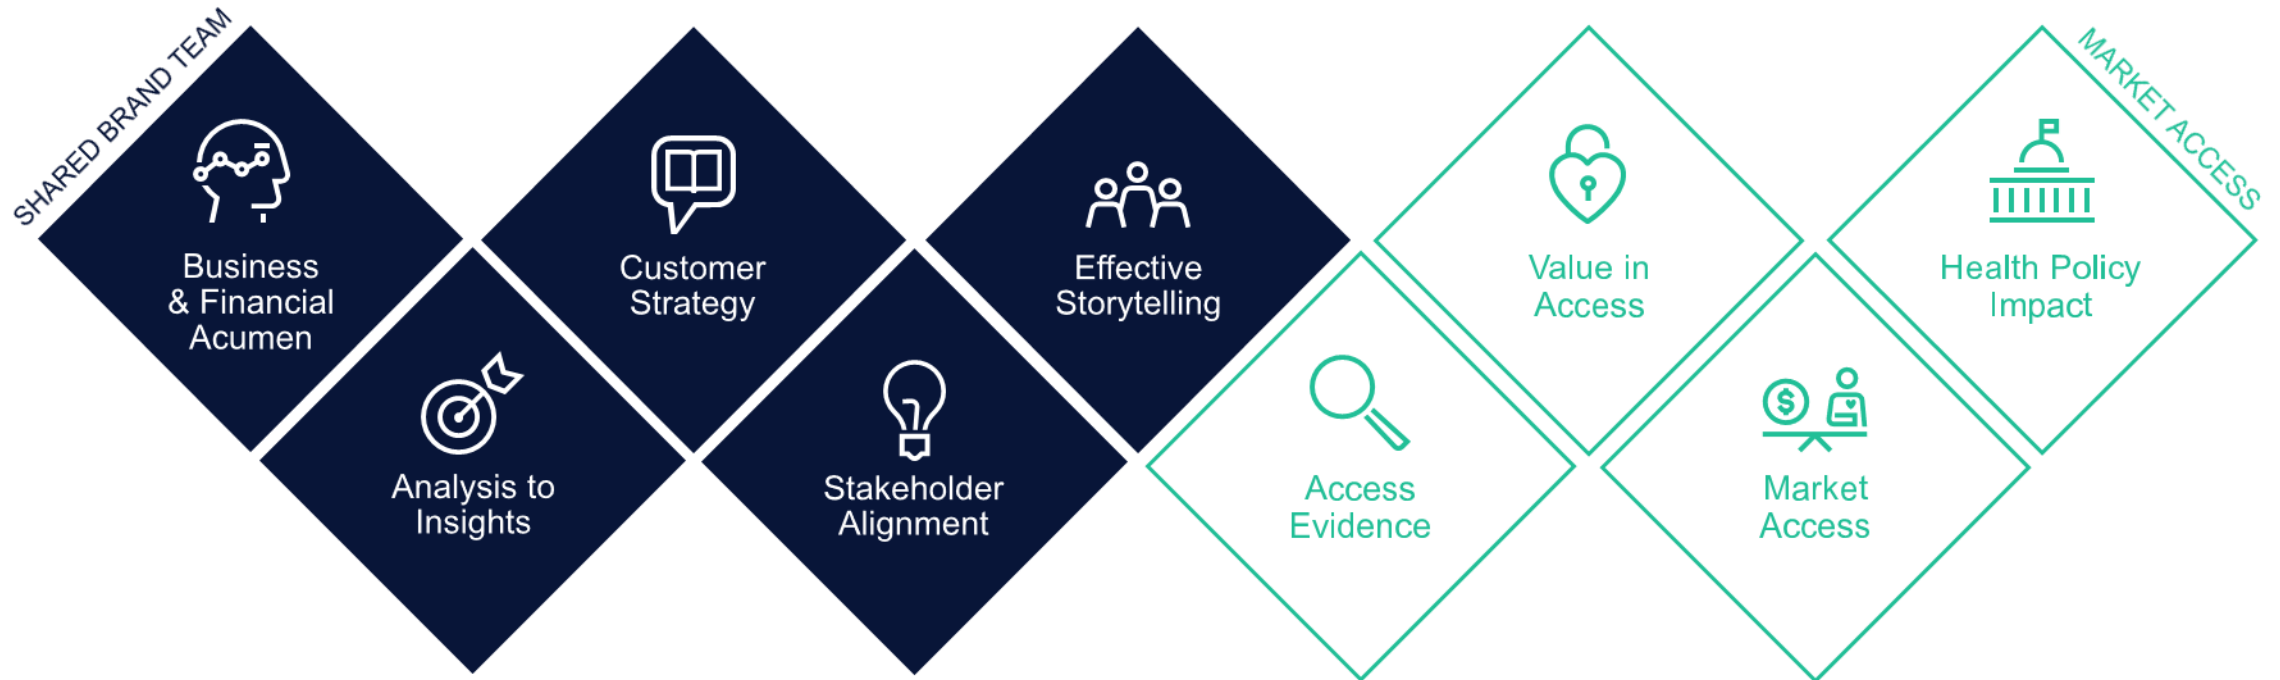 SHARED BRAND TEAM
Business
& Financial
Acumen
Analysis to
Insights
Customer
Strategy
Stakeholder
Alignment
Effective
Storytelling
Access
Evidence
Value in
Access
$
Market
Access
Health Policy
Impact
MARKET ACCESS